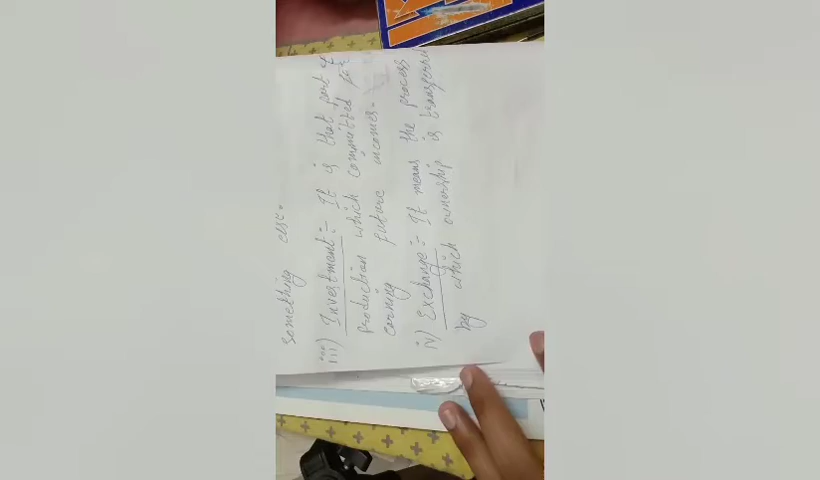 something else.
iii) Investment:- It is that part of
production which committed for
earning future incomes.
iv) Exchange:- It means the process
by which ownership is transferred